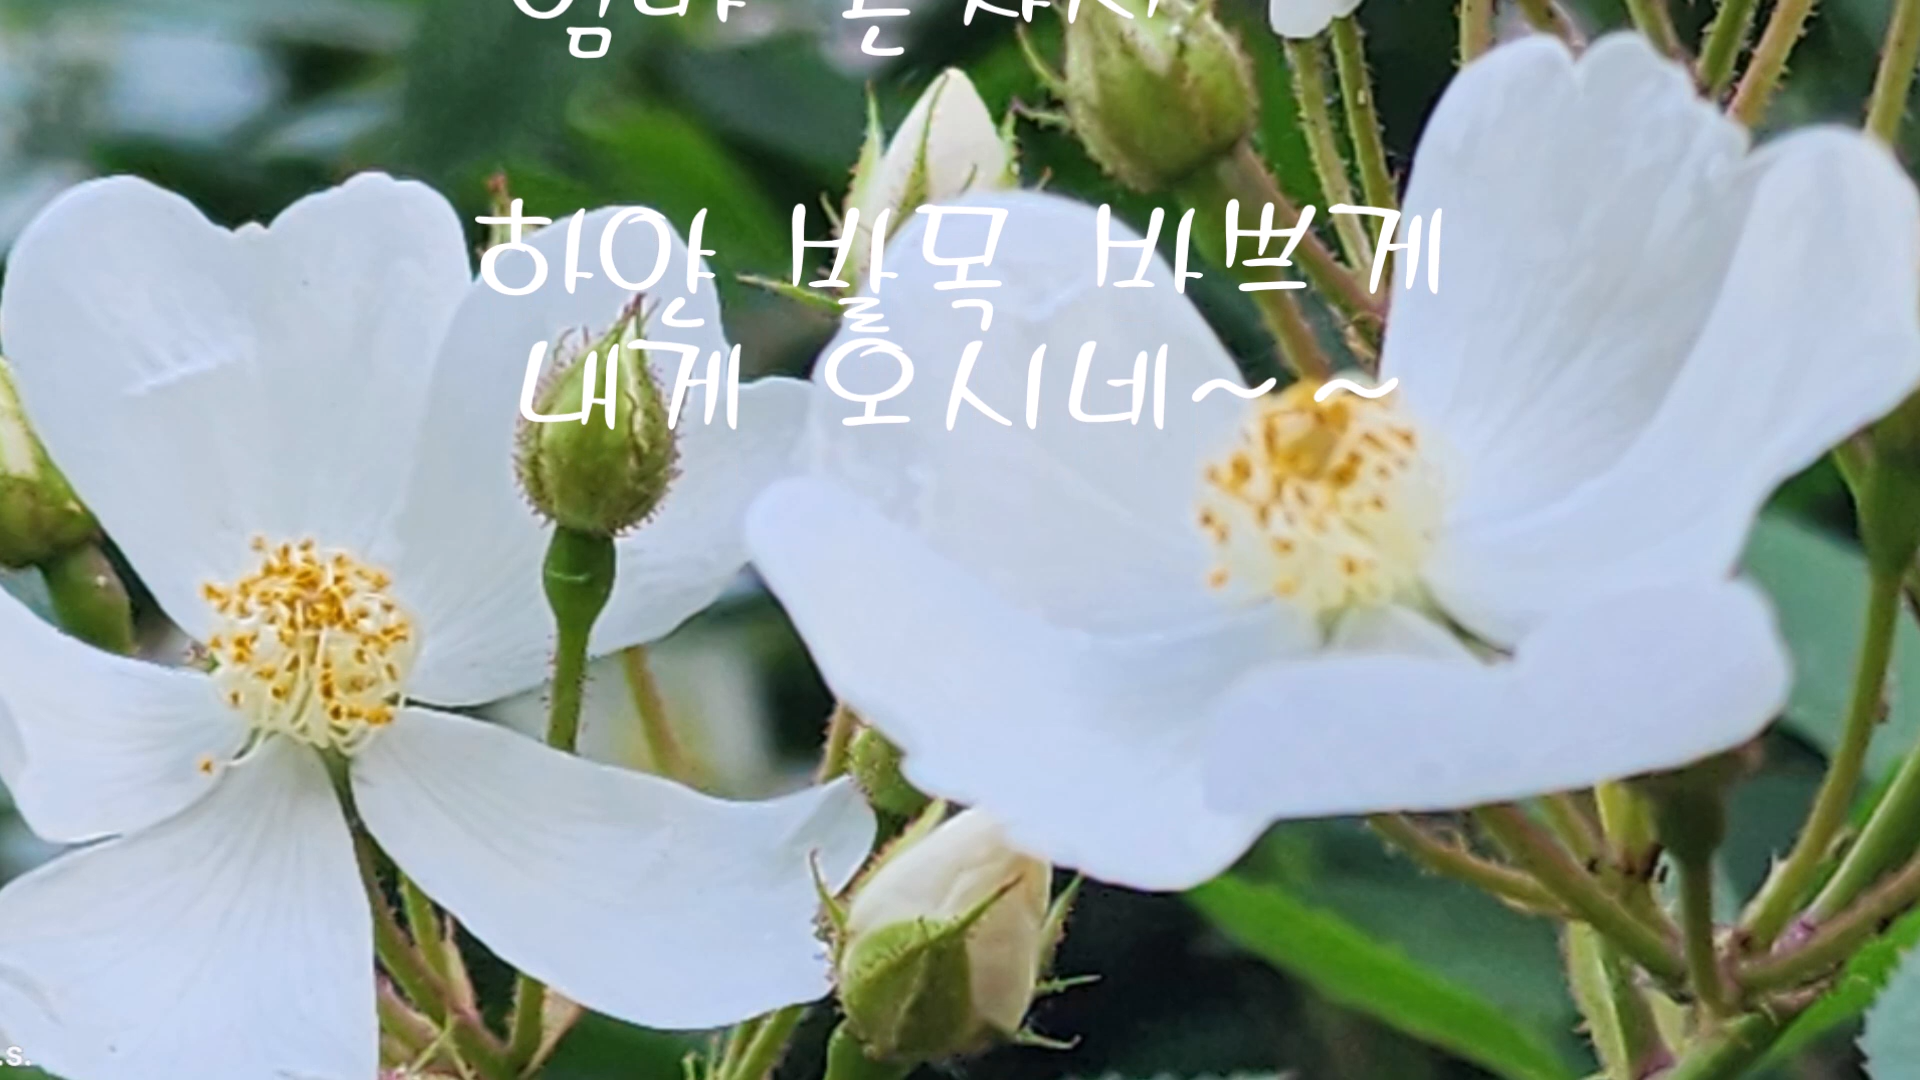 하얀 발목 바쁘게
내게 오시네~~
.s.